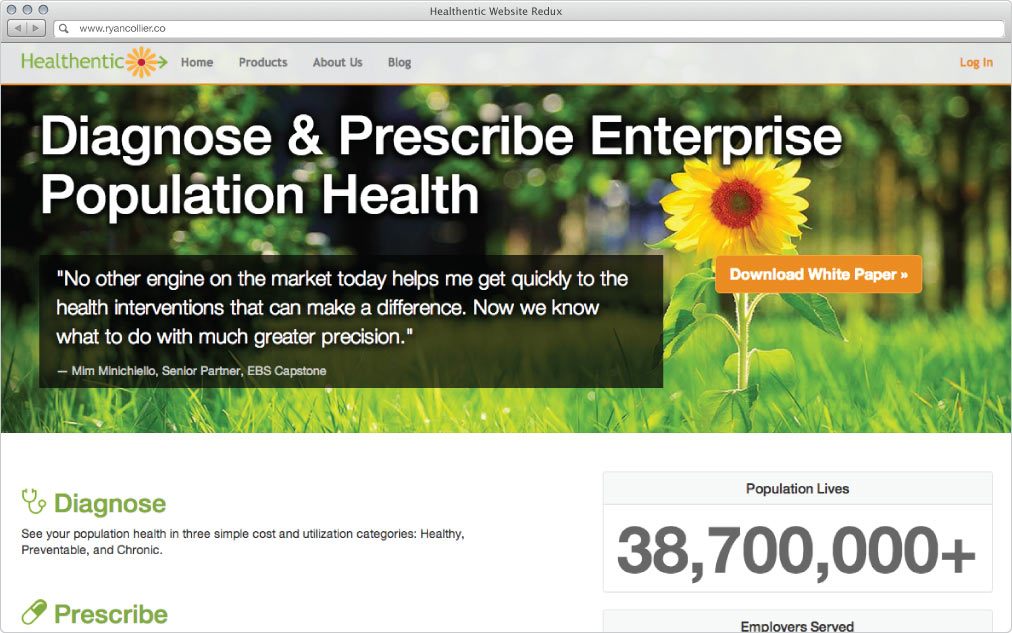 Healthentic Website Redux
www.ryancollier.co
Healthentic Home Products About Us Blog Log In
Diagnose & Prescribe Enterprise
Population Health
"No other engine on the market today helps me get quickly to the
health interventions that can make a difference. Now we know
what to do with much greater precision."
— Mim Minichiello, Senior Partner, EBS Capstone
Download White Paper »
Diagnose
See your population health in three simple cost and utilization categories: Healthy,
Preventable, and Chronic.
Prescribe
Population Lives
38,700,000+
Employers Served